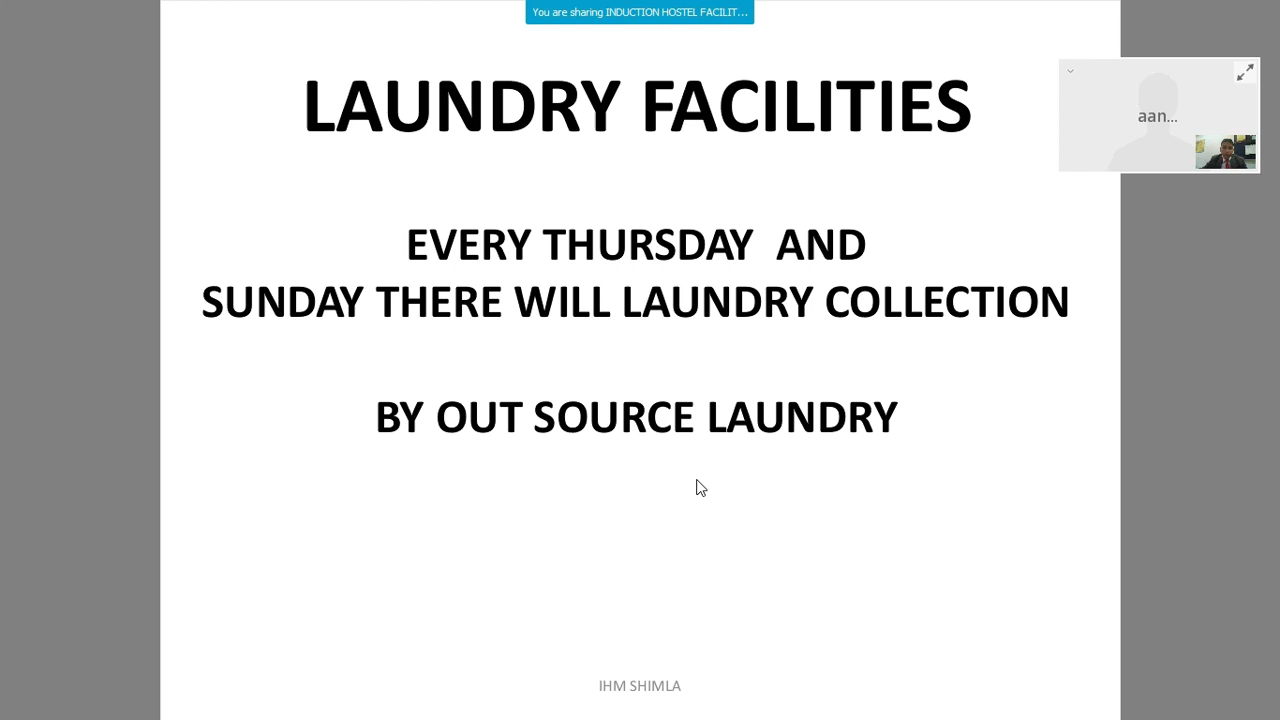 You are sharing INDUCTION HOSTEL FACILIT...
LAUNDRY FACILITIES
aan...
EVERY THURSDAY AND
SUNDAY THERE WILL LAUNDRY COLLECTION
BY OUT SOURCE LAUNDRY
IHM SHIMLA